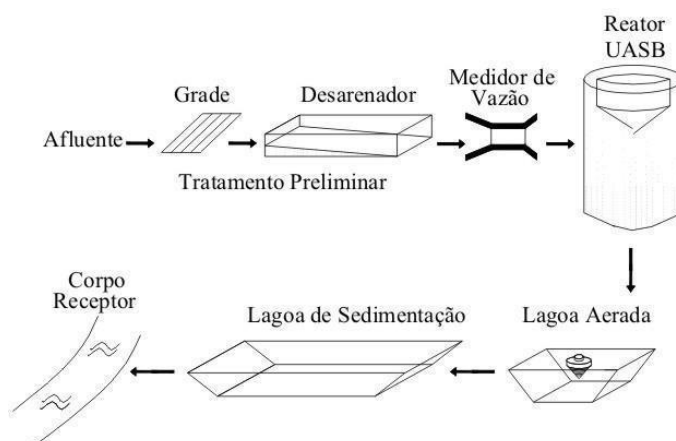 Afluente
Grade
Desarenador
Tratamento Preliminar
Medidor de
Vazão
Reator
UASB
Lagoa Aerada
Lagoa de Sedimentação
Corpo
Receptor